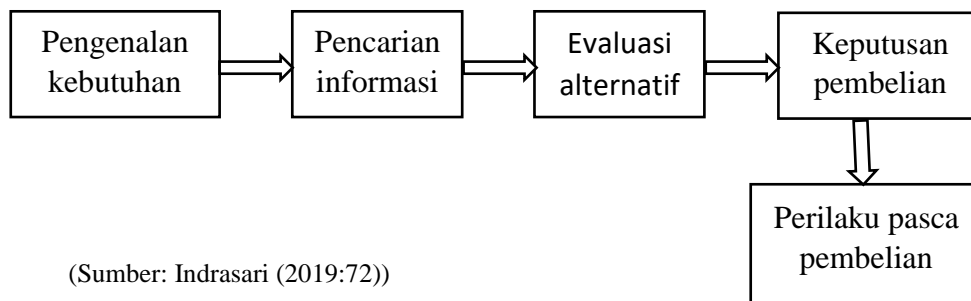 Pengenalan
kebutuhan
Pencarian
informasi
Evaluasi
alternatif
Keputusan
pembelian
Perilaku pasca
pembelian
(Sumber: Indrasari (2019:72))